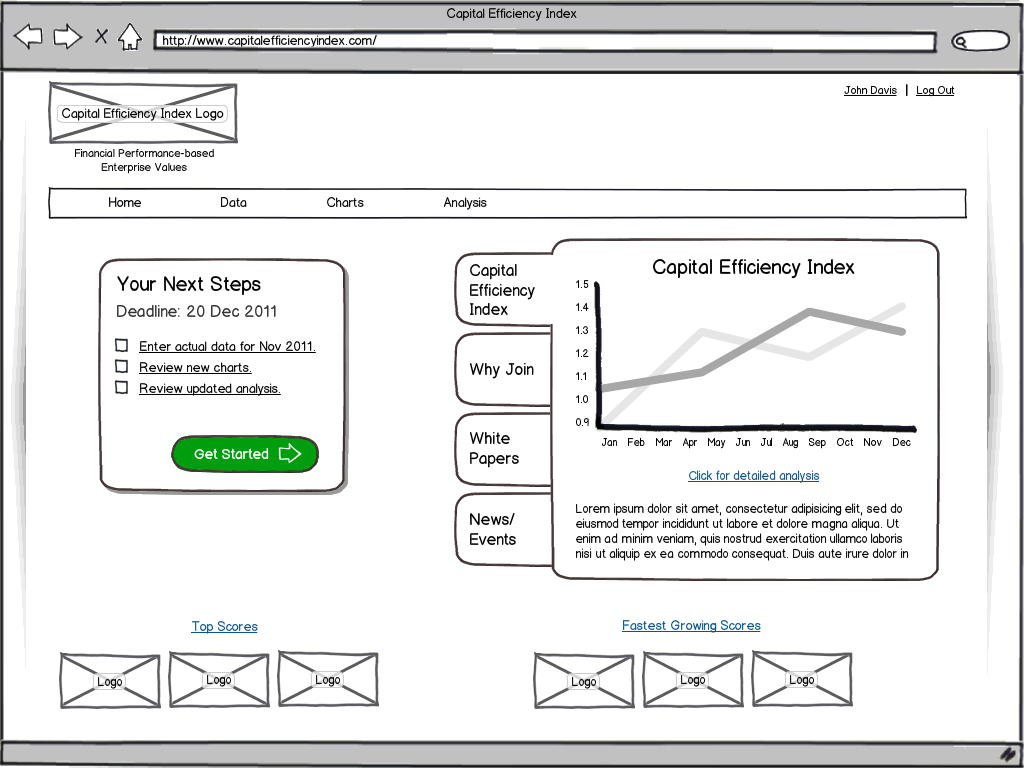 Capital Efficiency Index
X
http://www.capitalefficiencyindex.com/
John Davis | Log Out
Capital Efficiency Index Logo
Financial Performance-based
Enterprise Values
Home Data Charts Analysis
Your Next Steps
Deadline: 20 Dec 2011
Enter actual data for Nov 2011.
Review new charts.
Review updated analysis.
Get Started
Capital
Efficiency
Index
Why Join
White
Papers
News/
Events
Capital Efficiency Index
1.5
1.4
1.3
1.2
1.1
1.0
0.9
Jan Feb Mar Apr May Jun Jul Aug Sep Oct Nov Dec
Click for detailed analysis
Lorem ipsum dolor sit amet, consectetur adipisicing elit, sed do
eiusmod tempor incididunt ut labore et dolore magna aliqua. Ut
enim ad minim veniam, quis nostrud exercitation ullamco laboris
nisi ut aliquip ex ea commodo consequat. Duis aute irure dolor in
Top Scores
Logo Logo Logo
Fastest Growing Scores
Logo Logo Logo